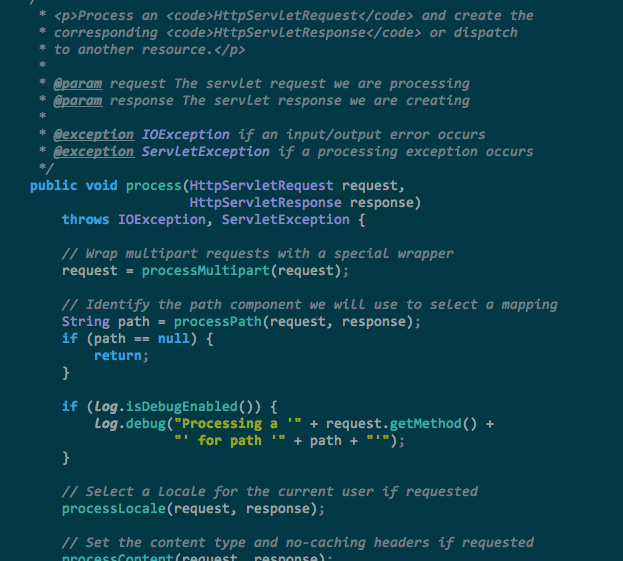 /
* <p>Process an <code>HttpServletRequest</code> and create the
* corresponding <code>HttpServletResponse</code> or dispatch
* to another resource.</p>
*
* @param request The servlet request we are processing
* @param response The servlet response we are creating
*
* @exception IOException if an input/output error occurs
* @exception ServletException if a processing exception occurs
*/
public void process(HttpServletRequest request,
HttpServletResponse response)
throws IOException, ServletException {
// Wrap multipart requests with a special wrapper
request = processMultipart(request);
// Identify the path component we will use to select a mapping
String path = processPath(request, response);
if (path == null) {
return;
}
if (log.isDebugEnabled()) {
log.debug("Processing a '" + request.getMethod() +
"' for path '" + path + "'");
}
// Select a Locale for the current user if requested
processLocale(request, response);
// Set the content type and no-caching headers if requested
processContent(request, response);